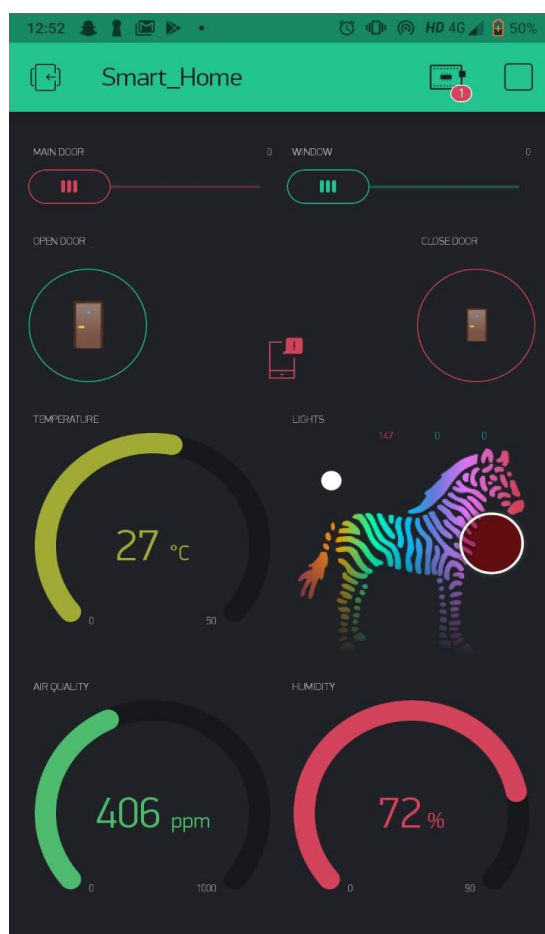 12:52 HD 4G 50%
Smart_Home
1
MAIN DOOR 0 WINDOW 0
OPEN DOOR CLOSE DOOR
TEMPERATURE LIGHTS
147 0 0
27 °C
0 50
AIR QUALITY HUMIDITY
406 ppm 72 %
0 1000 0 90